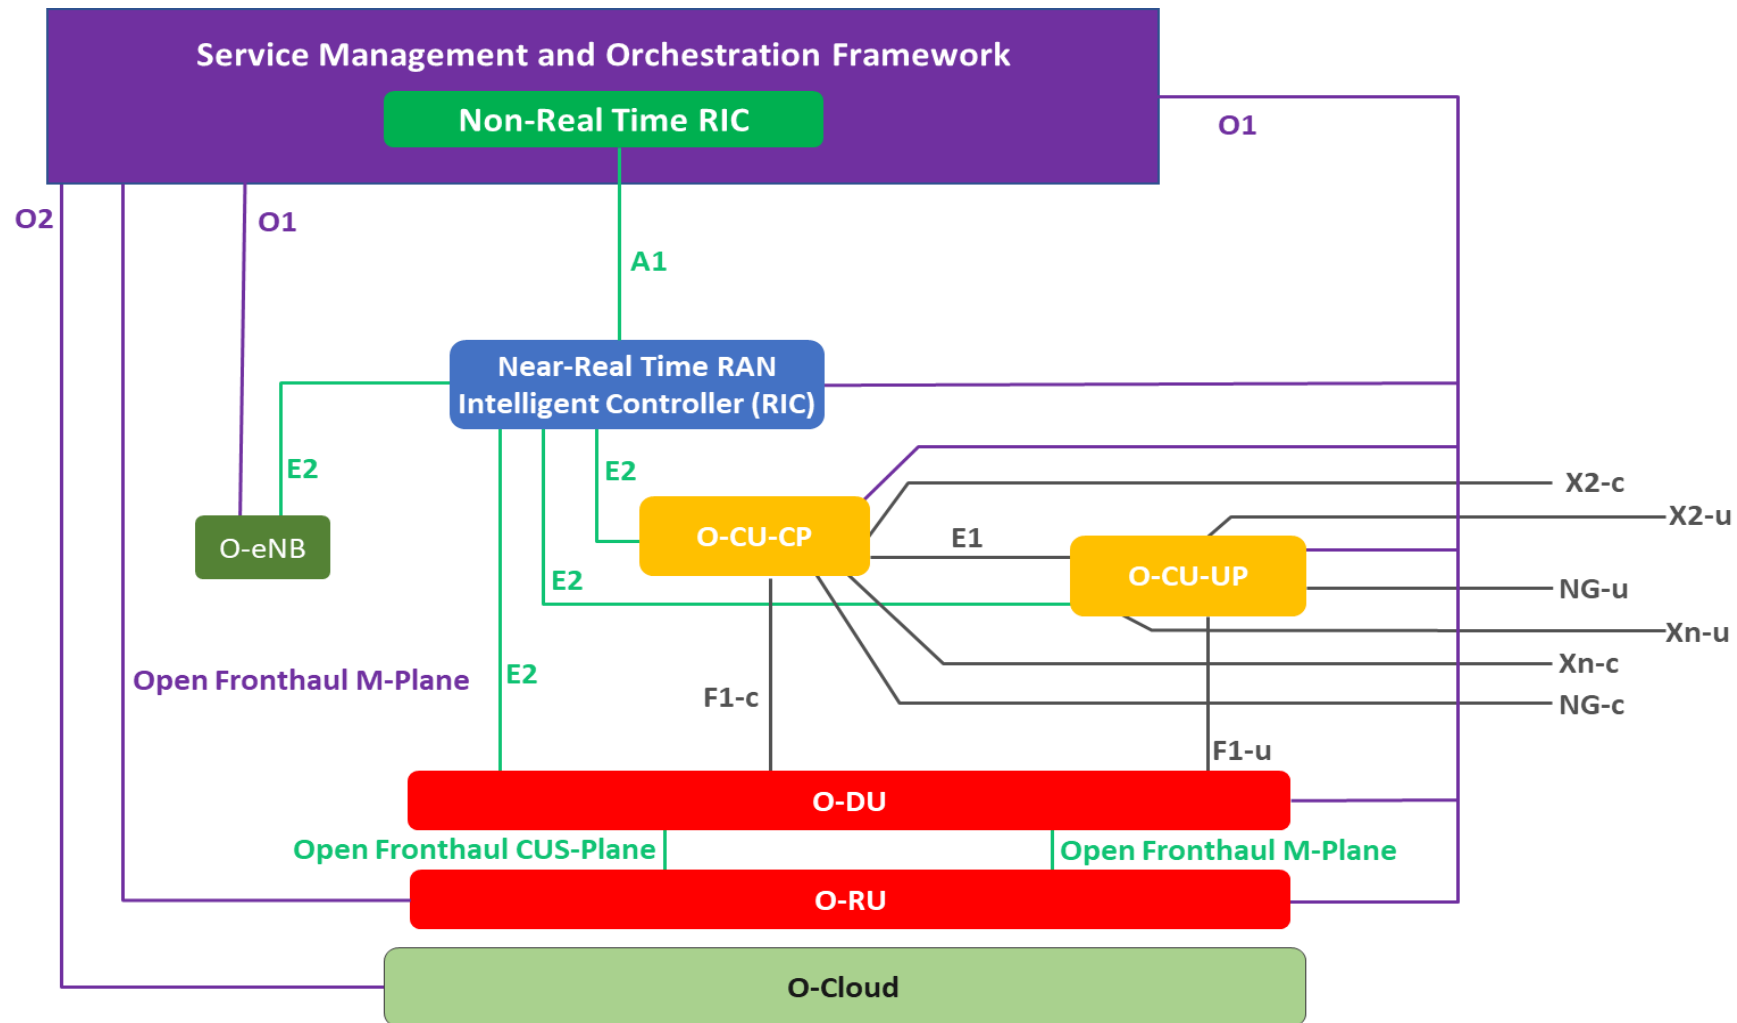 Service Management and Orchestration Framework
Non-Real Time RIC
O1
O2
O1
A1
Near-Real Time RAN
Intelligent Controller (RIC)
E2
E2
X2-c
X2-u
O-CU-CP
E1
O-eNB
E2
O-CU-UP
NG-u
Xn-u
Xn-c
Open Fronthaul M-Plane
E2
F1-c
NG-c
F1-u
O-DU
Open Fronthaul CUS-Plane
Open Fronthaul M-Plane
O-RU
O-Cloud